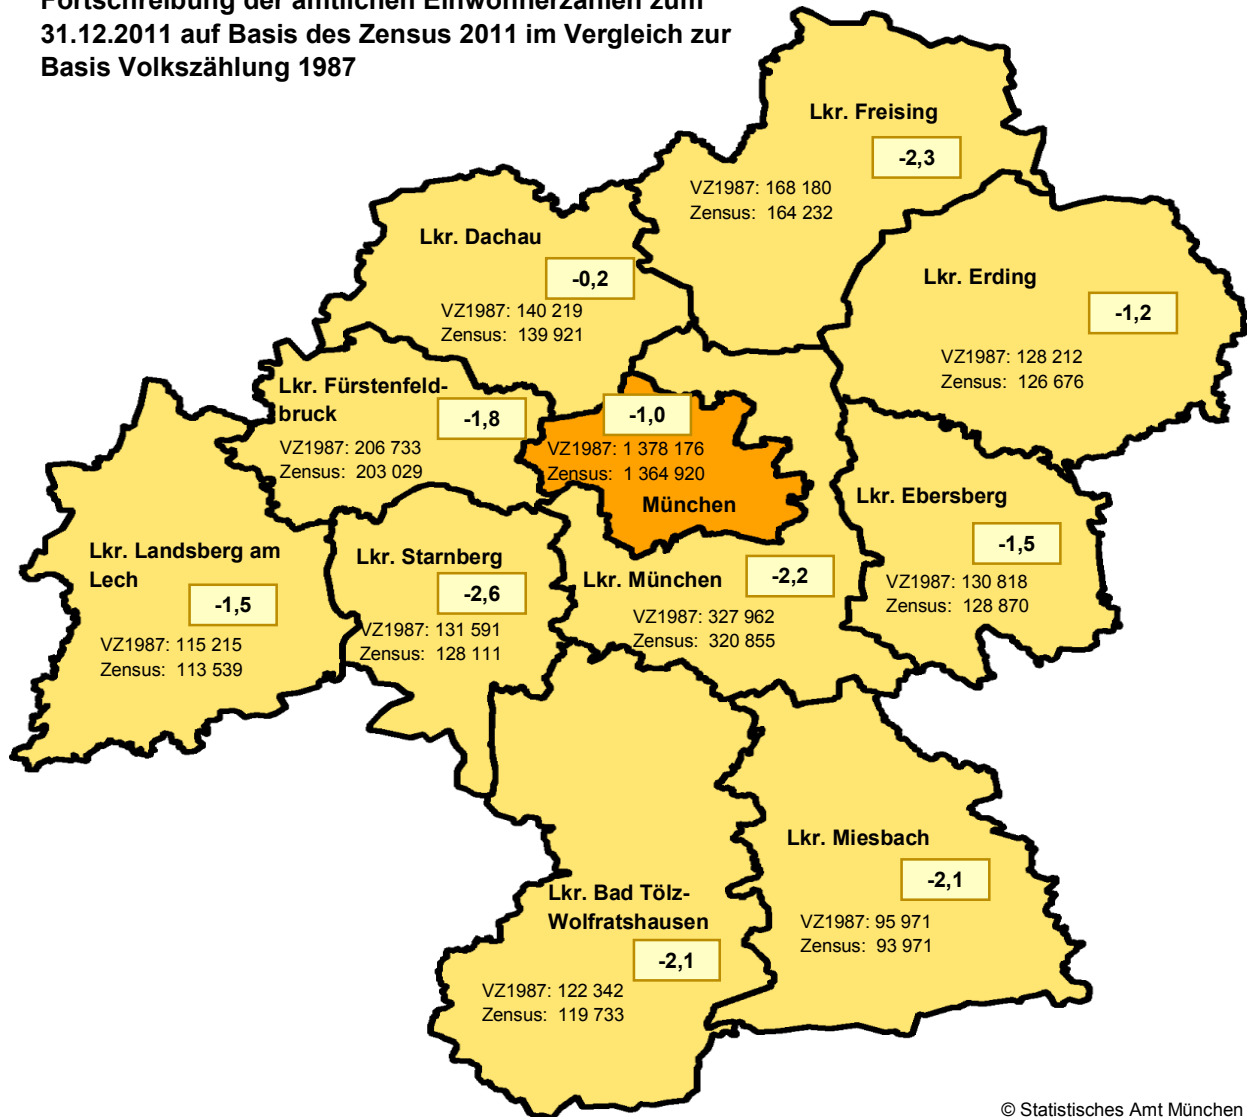 Fortschreibung der amtlichen Einwohnerzahlen zum
31.12.2011 auf Basis des Zensus 2011 im Vergleich zur
Basis Volkszählung 1987
Lkr. Freising
-2,3
VZ1987: 168 180
Zensus: 164 232
Lkr. Dachau
-0,2
VZ1987: 140 219
Zensus: 139 921
Lkr. Erding
-1,2
VZ1987: 128 212
Zensus: 126 676
Lkr. Fürstenfeld-
bruck
-1,8
VZ1987: 206 733
Zensus: 203 029
-1,0
VZ1987: 1 378 176
Zensus: 1 364 920
München
Lkr. Ebersberg
-1,5
VZ1987: 130 818
Zensus: 128 870
Lkr. Landsberg am
Lech
-1,5
VZ1987: 115 215
Zensus: 113 539
Lkr. Starnberg
-2,6
VZ1987: 131 591
Zensus: 128 111
Lkr. München
-2,2
VZ1987: 327 962
Zensus: 320 855
Lkr. Miesbach
-2,1
VZ1987: 95 971
Zensus: 93 971
Lkr. Bad Tölz-
Wolfratshausen
-2,1
VZ1987: 122 342
Zensus: 119 733
© Statistisches Amt München